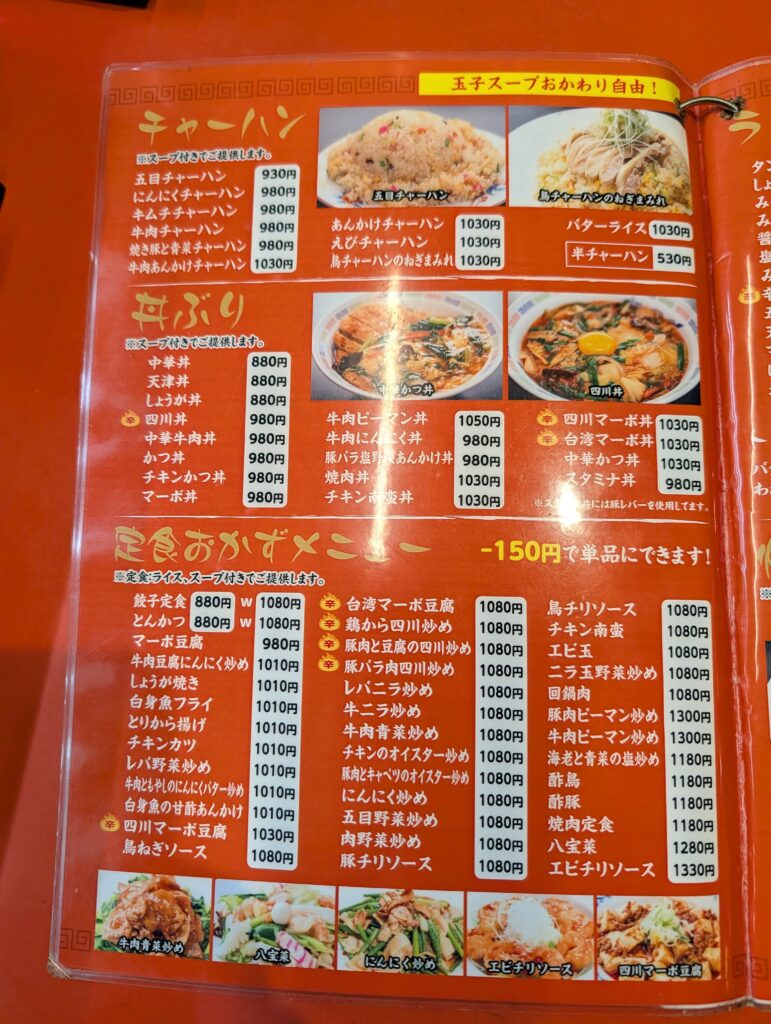 玉子スープおかわり自由！
チャーハン
※スープ付きでご提供します。
五目チャーハン 930円
にんにくチャーハン 980円
キムチチャーハン 980円
牛肉チャーハン 980円
焼き豚と青菜チャーハン 980円
牛肉あんかけチャーハン 1030円
五目チャーハン
鳥チャーハンのねぎまみれ
あんかけチャーハン 1030円
えびチャーハン 1030円
鳥チャーハンのねぎまみれ 1030円
バターライス 1030円
半チャーハン 530円
丼ぶり
※スープ付きでご提供します。
中華丼 880円
天津丼 880円
しょうが丼 880円
辛 四川丼 980円
中華牛肉丼 980円
かつ丼 980円
チキンかつ丼 980円
マーボ丼 980円
中華かつ丼
四川丼
牛肉ピーマン丼 1050円
牛肉にんにく丼 980円
豚バラ塩野菜あんかけ丼 980円
焼肉丼 1030円
チキン南蛮丼 1030円
辛 四川マーボ丼 1030円
辛 台湾マーボ丼 1030円
中華かつ丼 1030円
スタミナ丼 980円
※スタミナ丼には豚レバーを使用してます。
定食おかずメニュー
-150円で単品にできます!
※定食:ライス、スープ付きでご提供します。
餃子定食 880円 W 1080円
とんかつ 880円 W 1080円
マーボ豆腐 980円
牛肉豆腐にんにく炒め 1010円
しょうが焼き 1010円
白身魚フライ 1010円
とりから揚げ 1010円
チキンカツ 1010円
レバ野菜炒め 1010円
牛肉ともやしのにんにくバター炒め 1010円
白身魚の甘酢あんかけ 1010円
辛 四川マーボ豆腐 1030円
鳥ねぎソース 1080円
辛 台湾マーボ豆腐 1080円
辛 鶏から四川炒め 1080円
辛 豚肉と豆腐の四川炒め 1080円
辛 豚バラ肉四川炒め 1080円
レバニラ炒め 1080円
牛ニラ炒め 1080円
牛肉青菜炒め 1080円
チキンのオイスター炒め 1080円
豚肉とキャベツのオイスター炒め 1080円
にんにく炒め 1080円
五目野菜炒め 1080円
肉野菜炒め 1080円
豚チリソース 1080円
鳥チリソース 1080円
チキン南蛮 1080円
エビ玉 1080円
ニラ玉野菜炒め 1080円
回鍋肉 1080円
豚肉ピーマン炒め 1300円
牛肉ピーマン炒め 1300円
海老と青菜の塩炒め 1180円
酢鳥 1180円
酢豚 1180円
焼肉定食 1180円
八宝菜 1280円
エビチリソース 1330円
牛肉青菜炒め
八宝菜
にんにく炒め
エビチリソース
四川マーボ豆腐